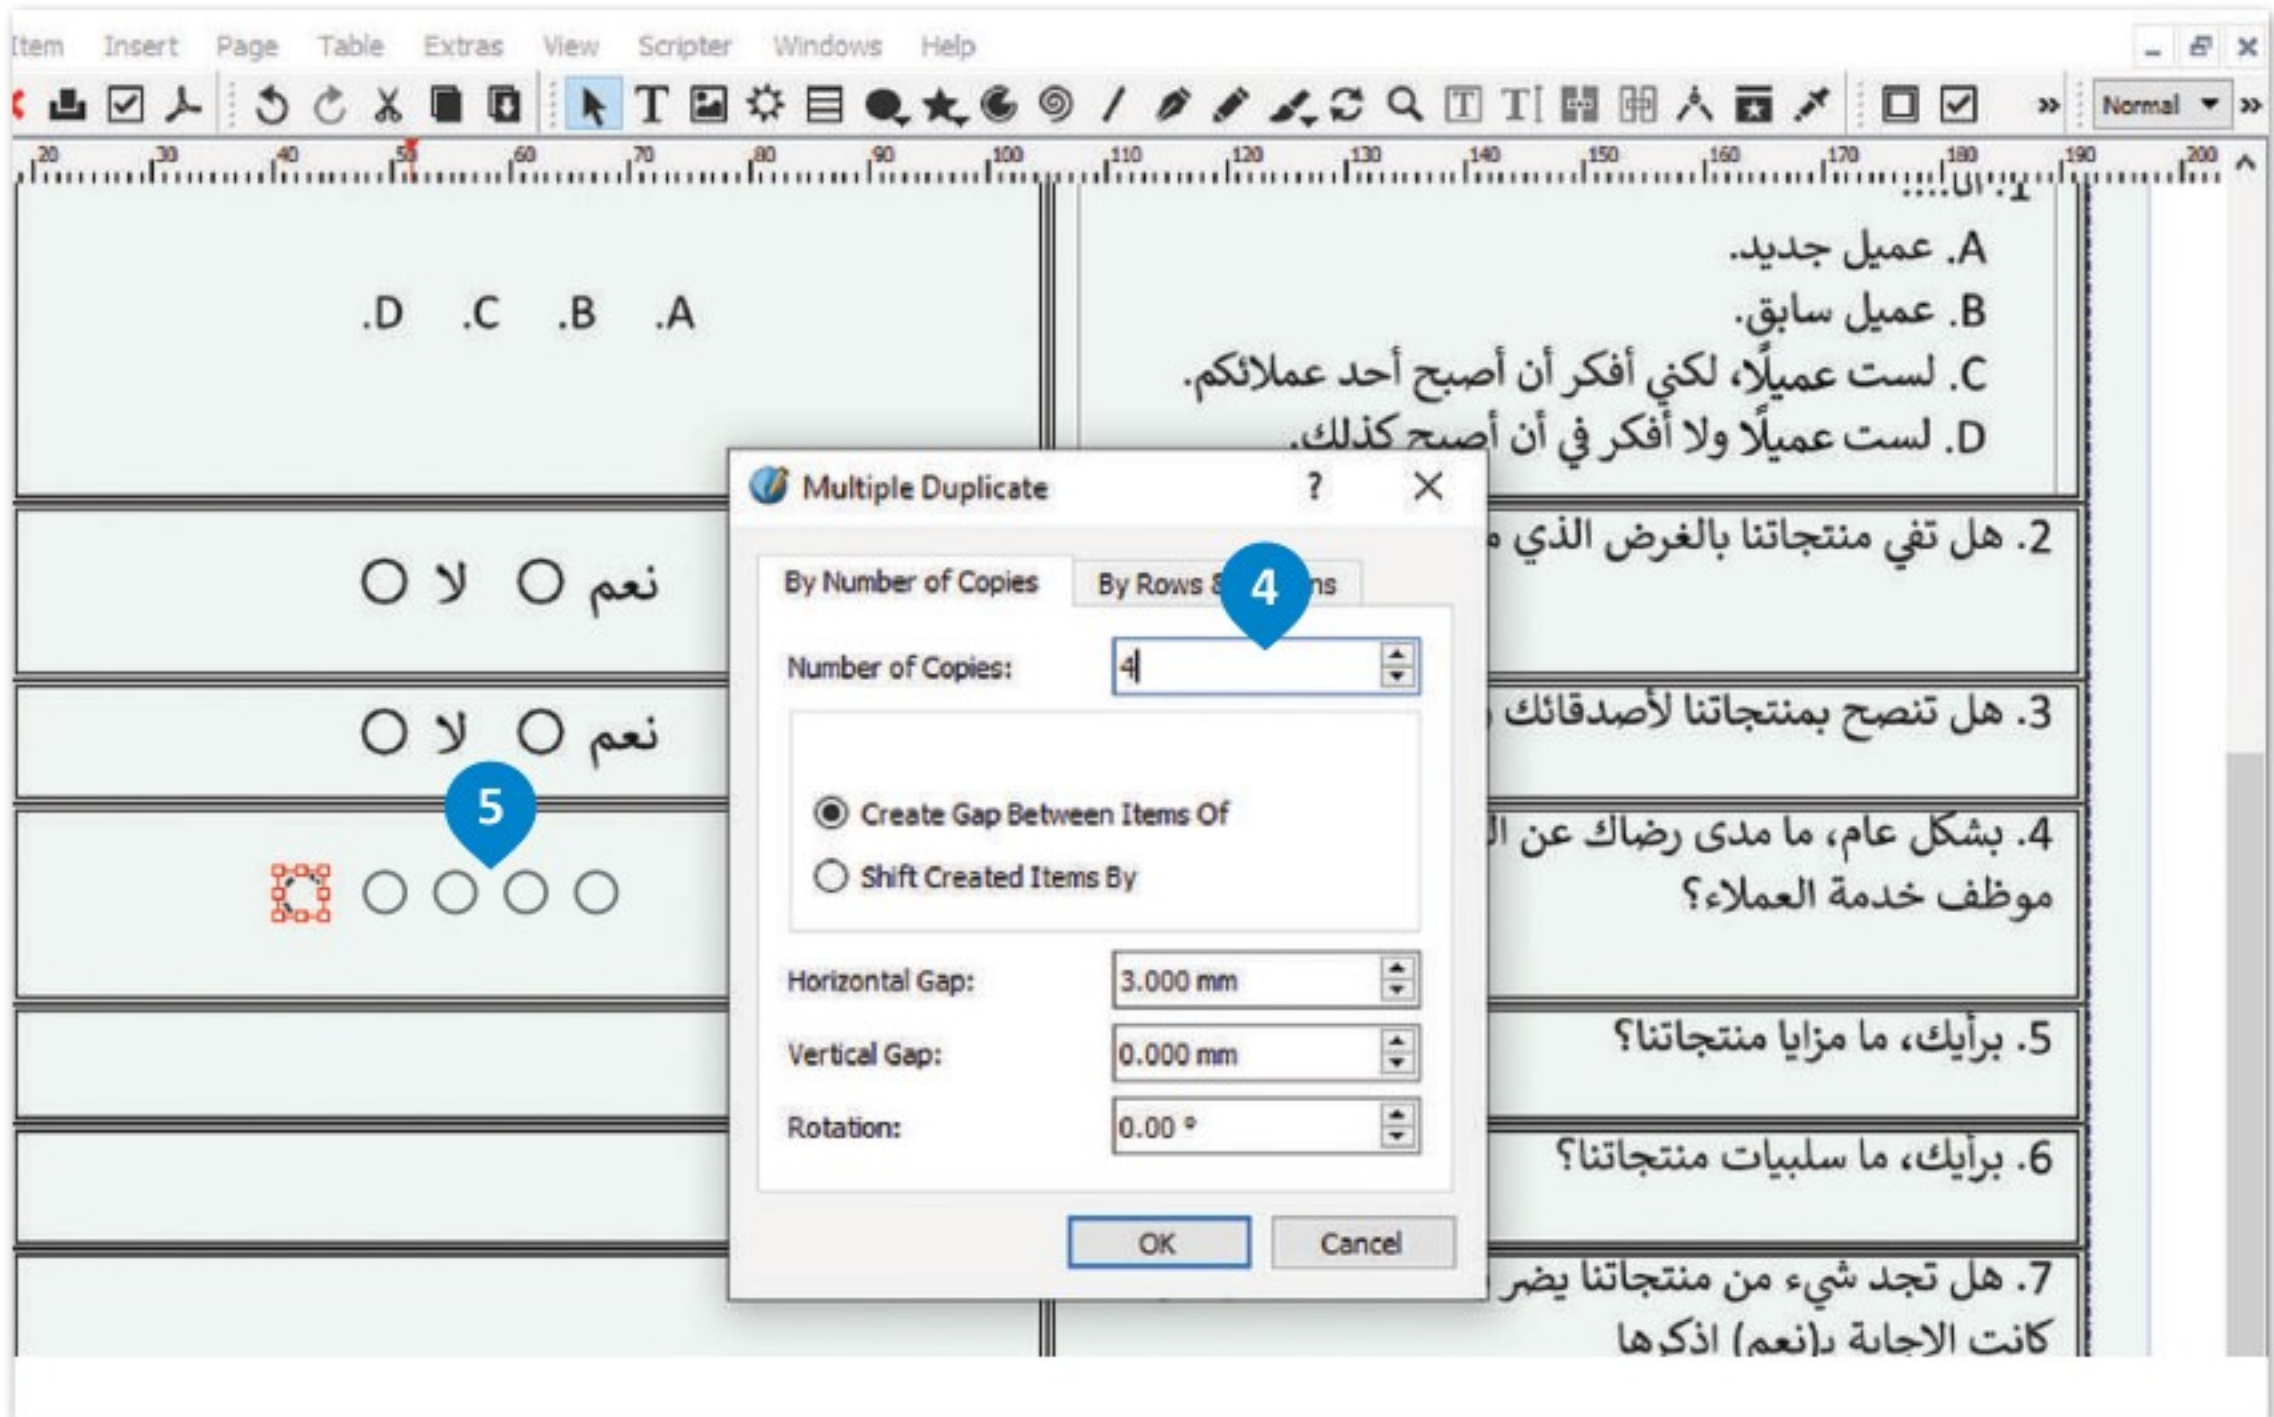 Item Insert Page Table Extras View Scripter Windows Help
Normal
20 30 40 50 60 70 80 90 100 110 120 130 140 150 160 170 180 190 200
A. عميل جديد.
B. عميل سابق.
C. لست عميلًا، لكني أفكر أن أصبح أحد عملائكم.
D. لست عميلًا ولا أفكر في أن أصبح كذلك.
A. B. C. D.
2. هل تفي منتجاتنا بالغرض الذي
نعم لا
3. هل تنصح بمنتجاتنا لأصدقائك
نعم لا
4. بشكل عام، ما مدى رضاك عن
موظف خدمة العملاء؟
5. برأيك، ما مزايا منتجاتنا؟
6. برأيك، ما سلبيات منتجاتنا؟
7. هل تجد شيء من منتجاتنا يضر
كانت الاجابة بـ(نعم) اذكرها
Multiple Duplicate ?
By Number of Copies By Rows
4
Number of Copies: 4
Create Gap Between Items Of
Shift Created Items By
Horizontal Gap: 3.000 mm
Vertical Gap: 0.000 mm
Rotation: 0.00 °
OK Cancel
5